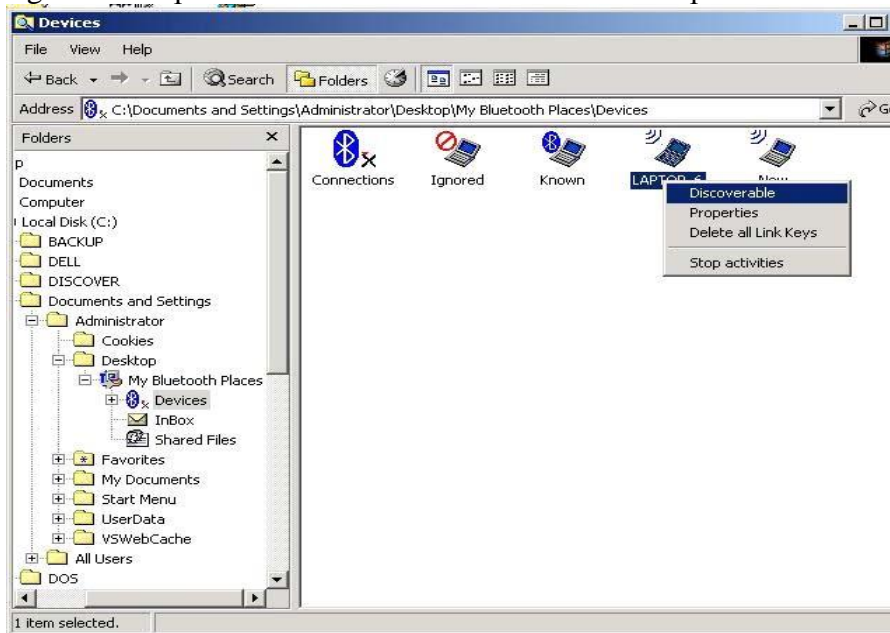 Devices
File View Help
Back Search Folders
Address C:\Documents and Settings\Administrator\Desktop\My Bluetooth Places\Devices
Folders
p
Documents
Computer
Local Disk (C:)
BACKUP
DELL
DISCOVER
Documents and Settings
Administrator
Cookies
Desktop
My Bluetooth Places
Devices
InBox
Shared Files
Favorites
My Documents
Start Menu
UserData
VSWebCache
All Users
DOS
Connections Ignored Known
Discoverable
Properties
Delete all Link Keys
Stop activities
1 item selected.